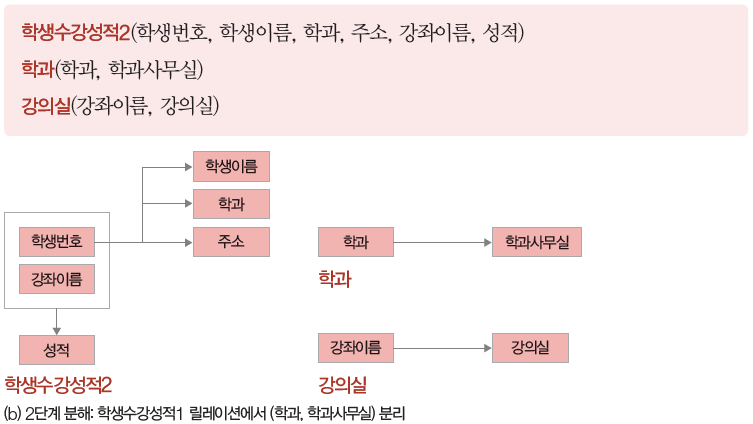 학생수강성적2(학생번호, 학생이름, 학과, 주소, 강좌이름, 성적)
학과(학과, 학과사무실)
강의실(강좌이름, 강의실)
학생이름
학과
주소
학생번호
강좌이름
성적
학생수강성적2
학과
학과사무실
학과
강좌이름
강의실
강의실
(b) 2단계 분해: 학생수강성적1 릴레이션에서 (학과, 학과사무실) 분리